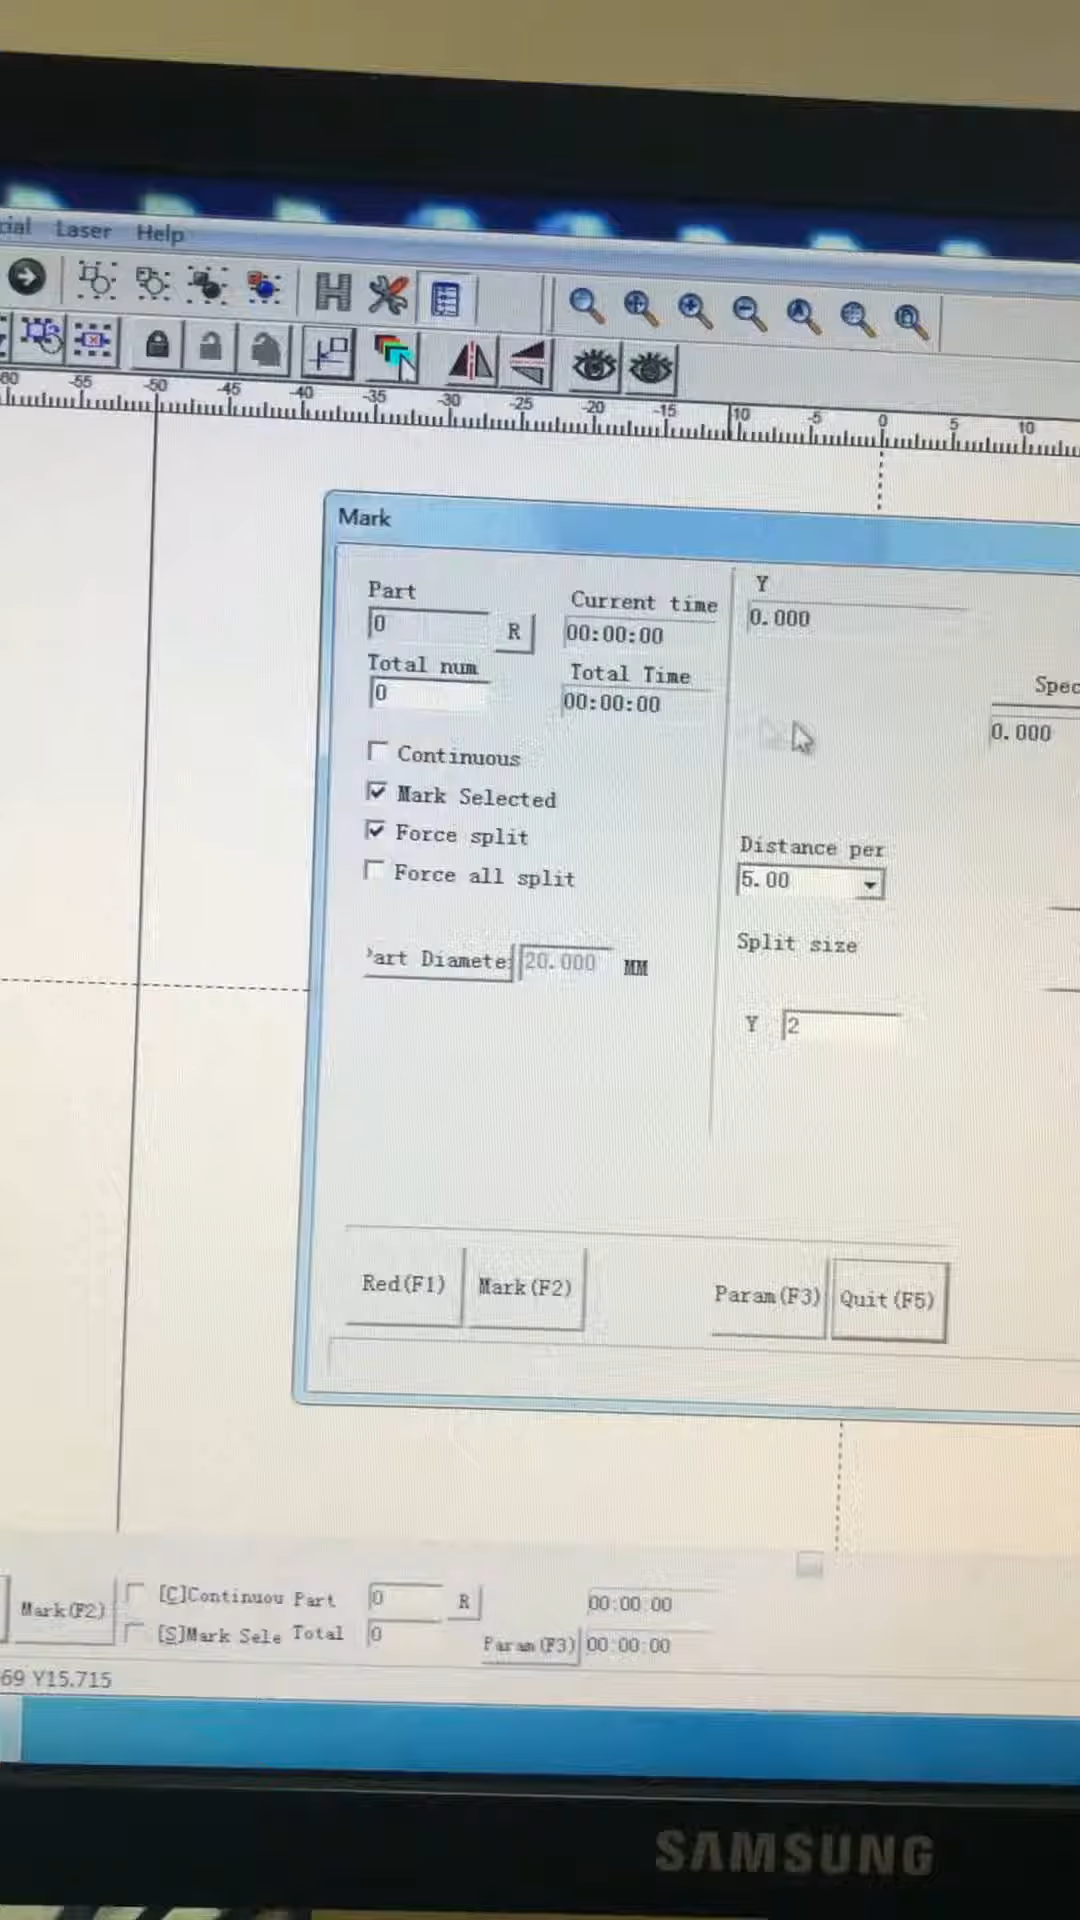 cial Laser Help
60 -55 -50 -45 -40 -35 -30 -25 -20 -15 -10 -5 0 5 10
Mark
Part
0
R
Current time
00:00:00
Total num
0
Total Time
00:00:00
Continuous
Mark Selected
Force split
Force all split
Part Diamete
20.000 MM
Y
0.000
Spec
0.000
Distance per
5.00
Split size
Y 2
Red(F1)
Mark(F2)
Param(F3)
Quit(F5)
Mark(F2)
[C]Continuou Part 0 R 00:00:00
[S]Mark Sele Total 0 Param(F3) 00:00:00
69 Y15.715
SAMSUNG